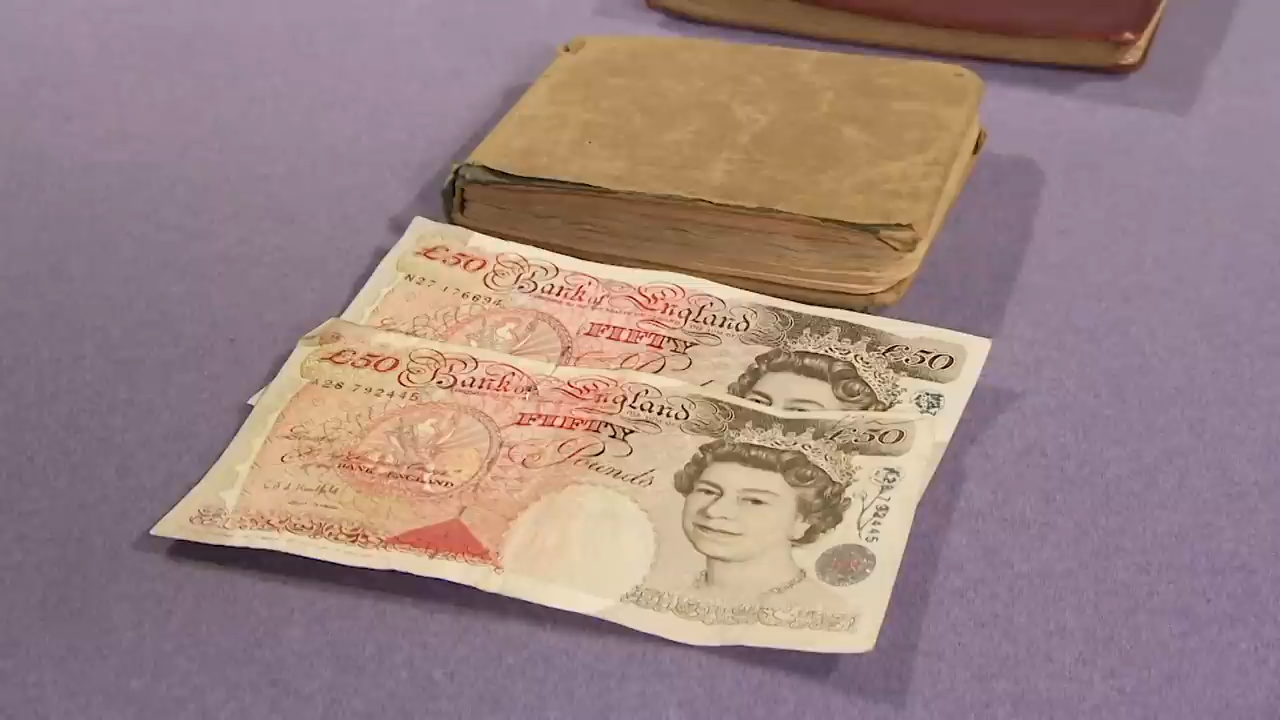 £50 Bank of England
N27 176694
FIFTY
£50
£50 Bank of England
A28 792445
FIFTY
Pounds
£50
BANK OF ENGLAND
792445